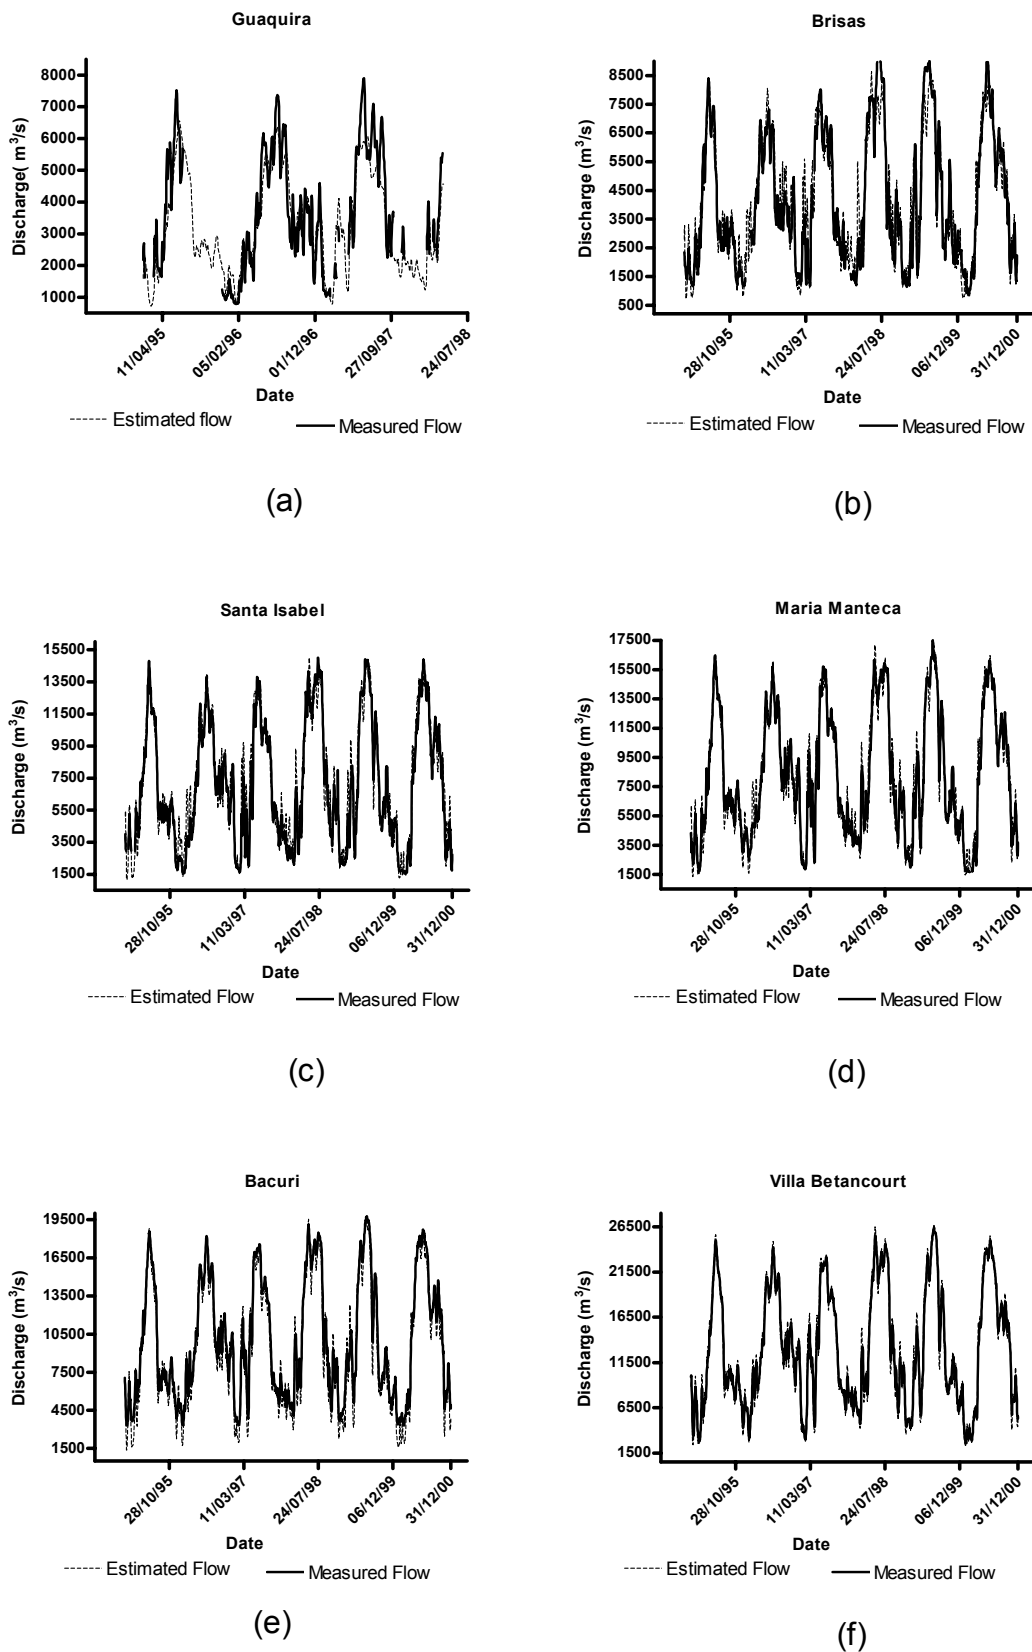 Guaquira
Discharge( m³/s)
8000
7000
6000
5000
4000
3000
2000
1000
11/04/95
05/02/96
01/12/96
27/09/97
24/07/98
Date
Estimated flow
Measured Flow
(a)
Brisas
Discharge (m³/s)
8500
7500
6500
5500
4500
3500
2500
1500
500
28/10/95
11/03/97
24/07/98
06/12/99
31/12/00
Date
Estimated Flow
Measured Flow
(b)
Santa Isabel
Discharge (m³/s)
15500
13500
11500
9500
7500
5500
3500
1500
28/10/95
11/03/97
24/07/98
06/12/99
31/12/00
Date
Estimated Flow
Measured Flow
(c)
Maria Manteca
Discharge (m³/s)
17500
15500
13500
11500
9500
7500
5500
3500
1500
28/10/95
11/03/97
24/07/98
06/12/99
31/12/00
Date
Estimated Flow
Measured Flow
(d)
Bacuri
Discharge (m³/s)
19500
16500
13500
10500
7500
4500
1500
28/10/95
11/03/97
24/07/98
06/12/99
31/12/00
Date
Estimated Flow
Measured Flow
(e)
Villa Betancourt
Discharge (m³/s)
26500
21500
16500
11500
6500
1500
28/10/95
11/03/97
24/07/98
06/12/99
31/12/00
Date
Estimated Flow
Measured Flow
(f)